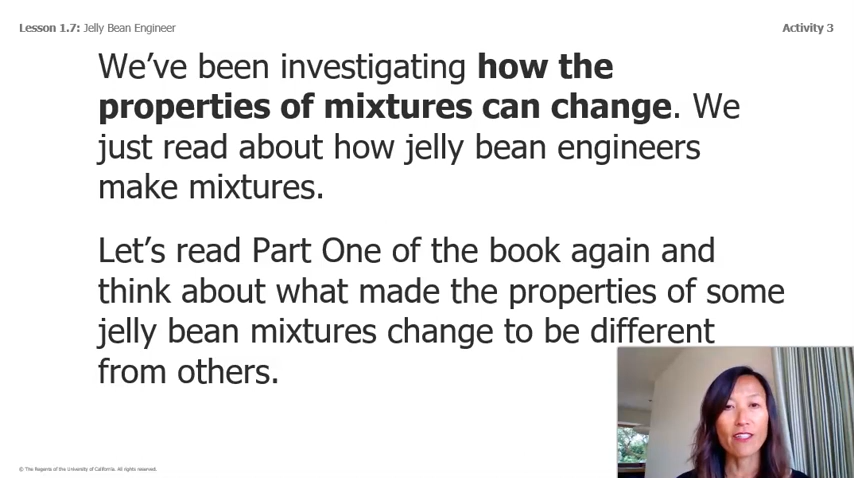 Lesson 1.7: Jelly Bean Engineer
Activity 3
We’ve been investigating how the
properties of mixtures can change. We
just read about how jelly bean engineers
make mixtures.
Let’s read Part One of the book again and
think about what made the properties of some
jelly bean mixtures change to be different
from others.
© The Regents of the University of California. All rights reserved.